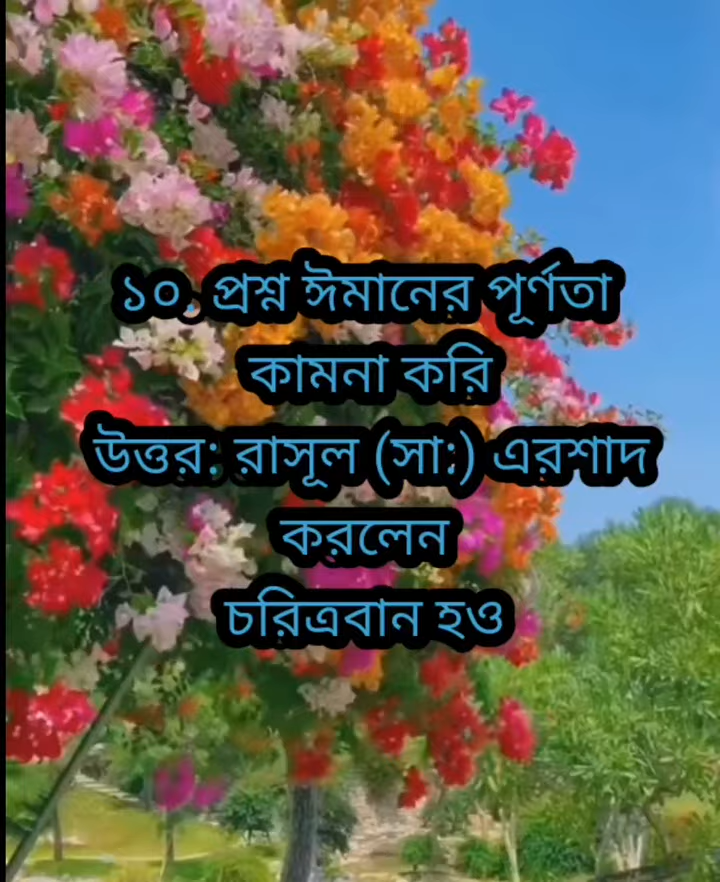 ১০. প্রশ্ন ঈমানের পূর্ণতা
কামনা করি
উত্তর: রাসূল (সা:) এরশাদ
করলেন
চরিত্রবান হও